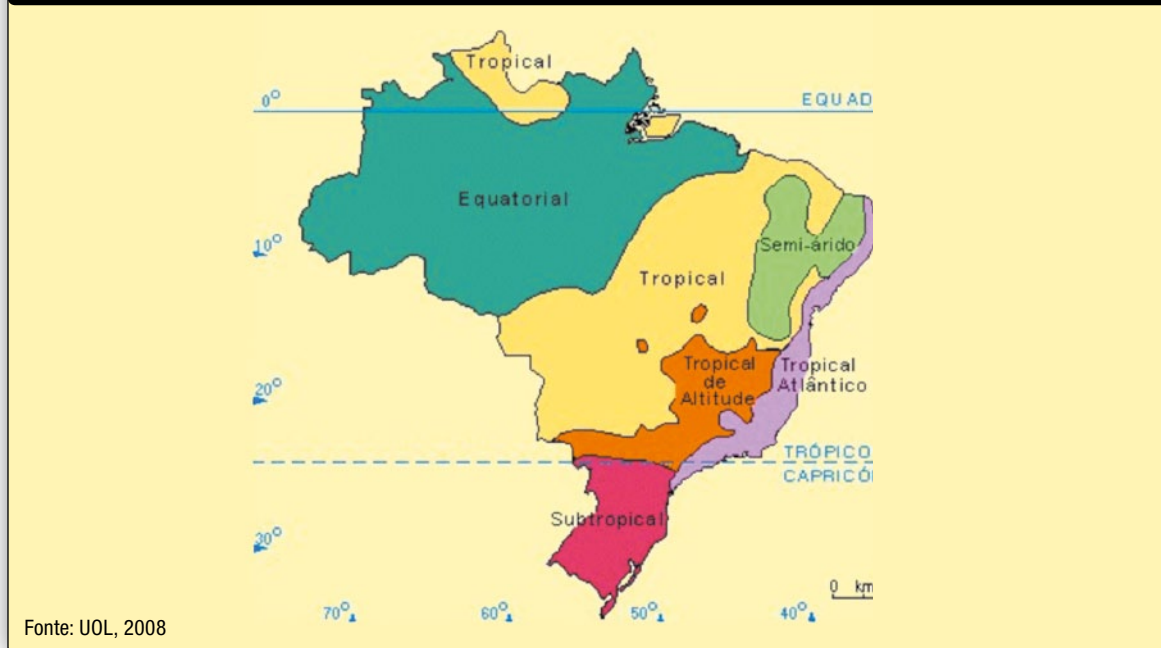 Tropical
0°
EQUAD
Equatorial
10°
Semi-árido
Tropical
20°
Tropical
de
Altitude
Tropical
Atlântico
TRÓPICO
CAPRICÓ
Subtropical
30°
0 km
70°
60°
50°
40°
Fonte: UOL, 2008